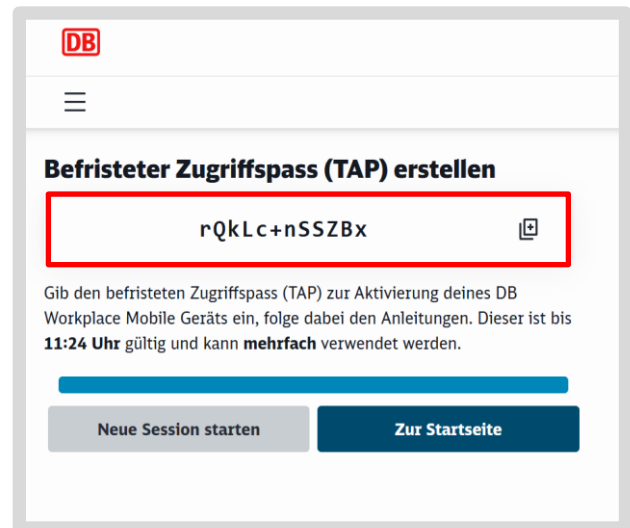 DB
Befristeter Zugriffspass (TAP) erstellen
rQkLc+nSSZBx
Gib den befristeten Zugriffspass (TAP) zur Aktivierung deines DB
Workplace Mobile Geräts ein, folge dabei den Anleitungen. Dieser ist bis
11:24 Uhr gültig und kann mehrfach verwendet werden.
Neue Session starten
Zur Startseite